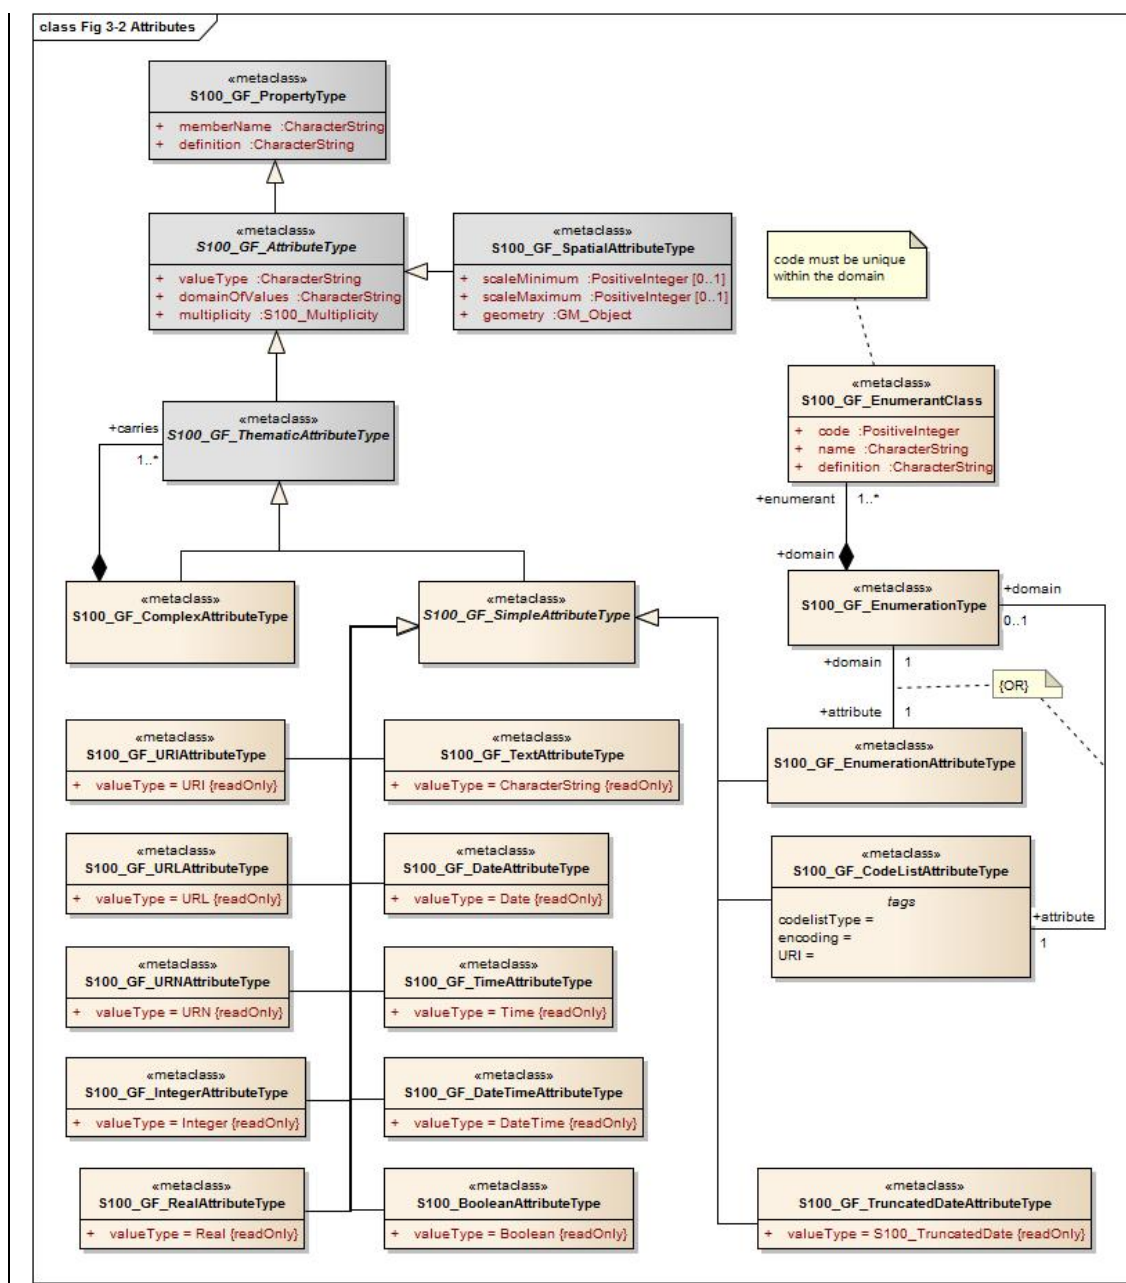 class Fig 3-2 Attributes
«metaclass»
S100_GF_PropertyType
+ memberName :CharacterString
+ definition :CharacterString
«metaclass»
S100_GF_AttributeType
+ valueType :CharacterString
+ domainOfValues :CharacterString
+ multiplicity :S100_Multiplicity
«metaclass»
S100_GF_SpatialAttributeType
+ scaleMinimum :PositiveInteger [0..1]
+ scaleMaximum :PositiveInteger [0..1]
+ geometry :GM_Object
code must be unique
within the domain
«metaclass»
S100_GF_EnumerantClass
+ code :PositiveInteger
+ name :CharacterString
+ definition :CharacterString
+carries
1..*
«metaclass»
S100_GF_ThematicAttributeType
+enumerant
1..*
+domain
«metaclass»
S100_GF_ComplexAttributeType
«metaclass»
S100_GF_SimpleAttributeType
«metaclass»
S100_GF_EnumerationType
+domain
0..1
+domain
1
{OR}
+attribute
1
«metaclass»
S100_GF_URIAttributeType
+ valueType = URI {readOnly}
«metaclass»
S100_GF_TextAttributeType
+ valueType = CharacterString {readOnly}
«metaclass»
S100_GF_EnumerationAttributeType
«metaclass»
S100_GF_URLAttributeType
+ valueType = URL {readOnly}
«metaclass»
S100_GF_DateAttributeType
+ valueType = Date {readOnly}
«metaclass»
S100_GF_CodeListAttributeType
tags
codelistType =
encoding =
URI =
+attribute
1
«metaclass»
S100_GF_URNAttributeType
+ valueType = URN {readOnly}
«metaclass»
S100_GF_TimeAttributeType
+ valueType = Time {readOnly}
«metaclass»
S100_GF_IntegerAttributeType
+ valueType = Integer {readOnly}
«metaclass»
S100_GF_DateTimeAttributeType
+ valueType = DateTime {readOnly}
«metaclass»
S100_GF_RealAttributeType
+ valueType = Real {readOnly}
«metaclass»
S100_BooleanAttributeType
+ valueType = Boolean {readOnly}
«metaclass»
S100_GF_TruncatedDateAttributeType
+ valueType = S100_TruncatedDate {readOnly}